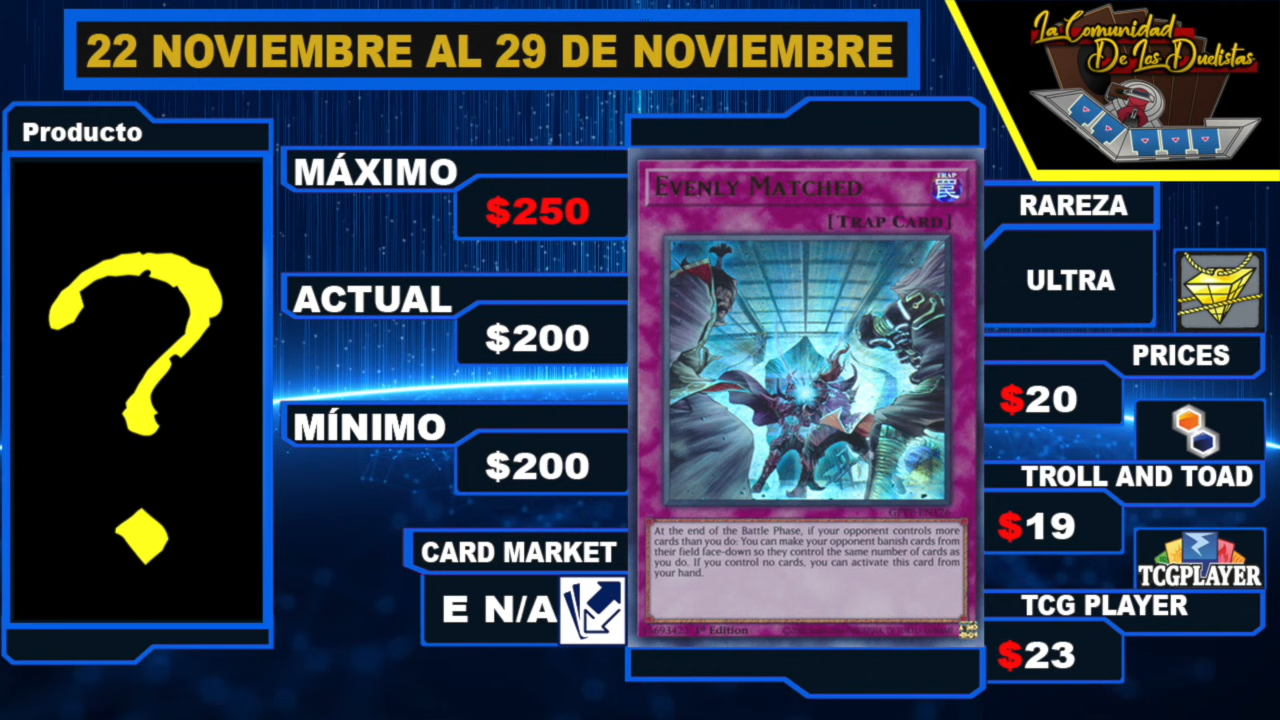 22 NOVIEMBRE AL 29 DE NOVIEMBRE
La Comunidad
De Los Duelistas
Producto
?
MÁXIMO
$250
ACTUAL
$200
MÍNIMO
$200
CARD MARKET
E N/A
EVENLY MATCHED
TRAP
罠
[TRAP CARD]
At the end of the Battle Phase, if your opponent controls more
cards than you do: You can make your opponent banish cards from
their field face-down so they control the same number of cards as
you do. If you control no cards, you can activate this card from
your hand.
1st Edition
RAREZA
ULTRA
PRICES
$20
TROLL AND TOAD
$19
TCGPLAYER
TCG PLAYER
$23